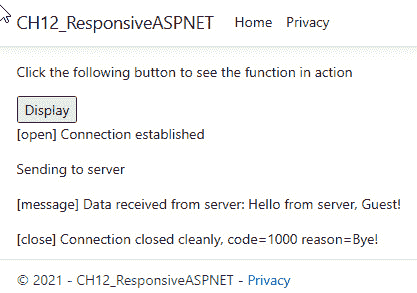 CH12_ResponsiveASPNET Home Privacy
Click the following button to see the function in action
Display
[open] Connection established
Sending to server
[message] Data received from server: Hello from server, Guest!
[close] Connection closed cleanly, code=1000 reason=Bye!
© 2021 - CH12_ResponsiveASPNET - Privacy